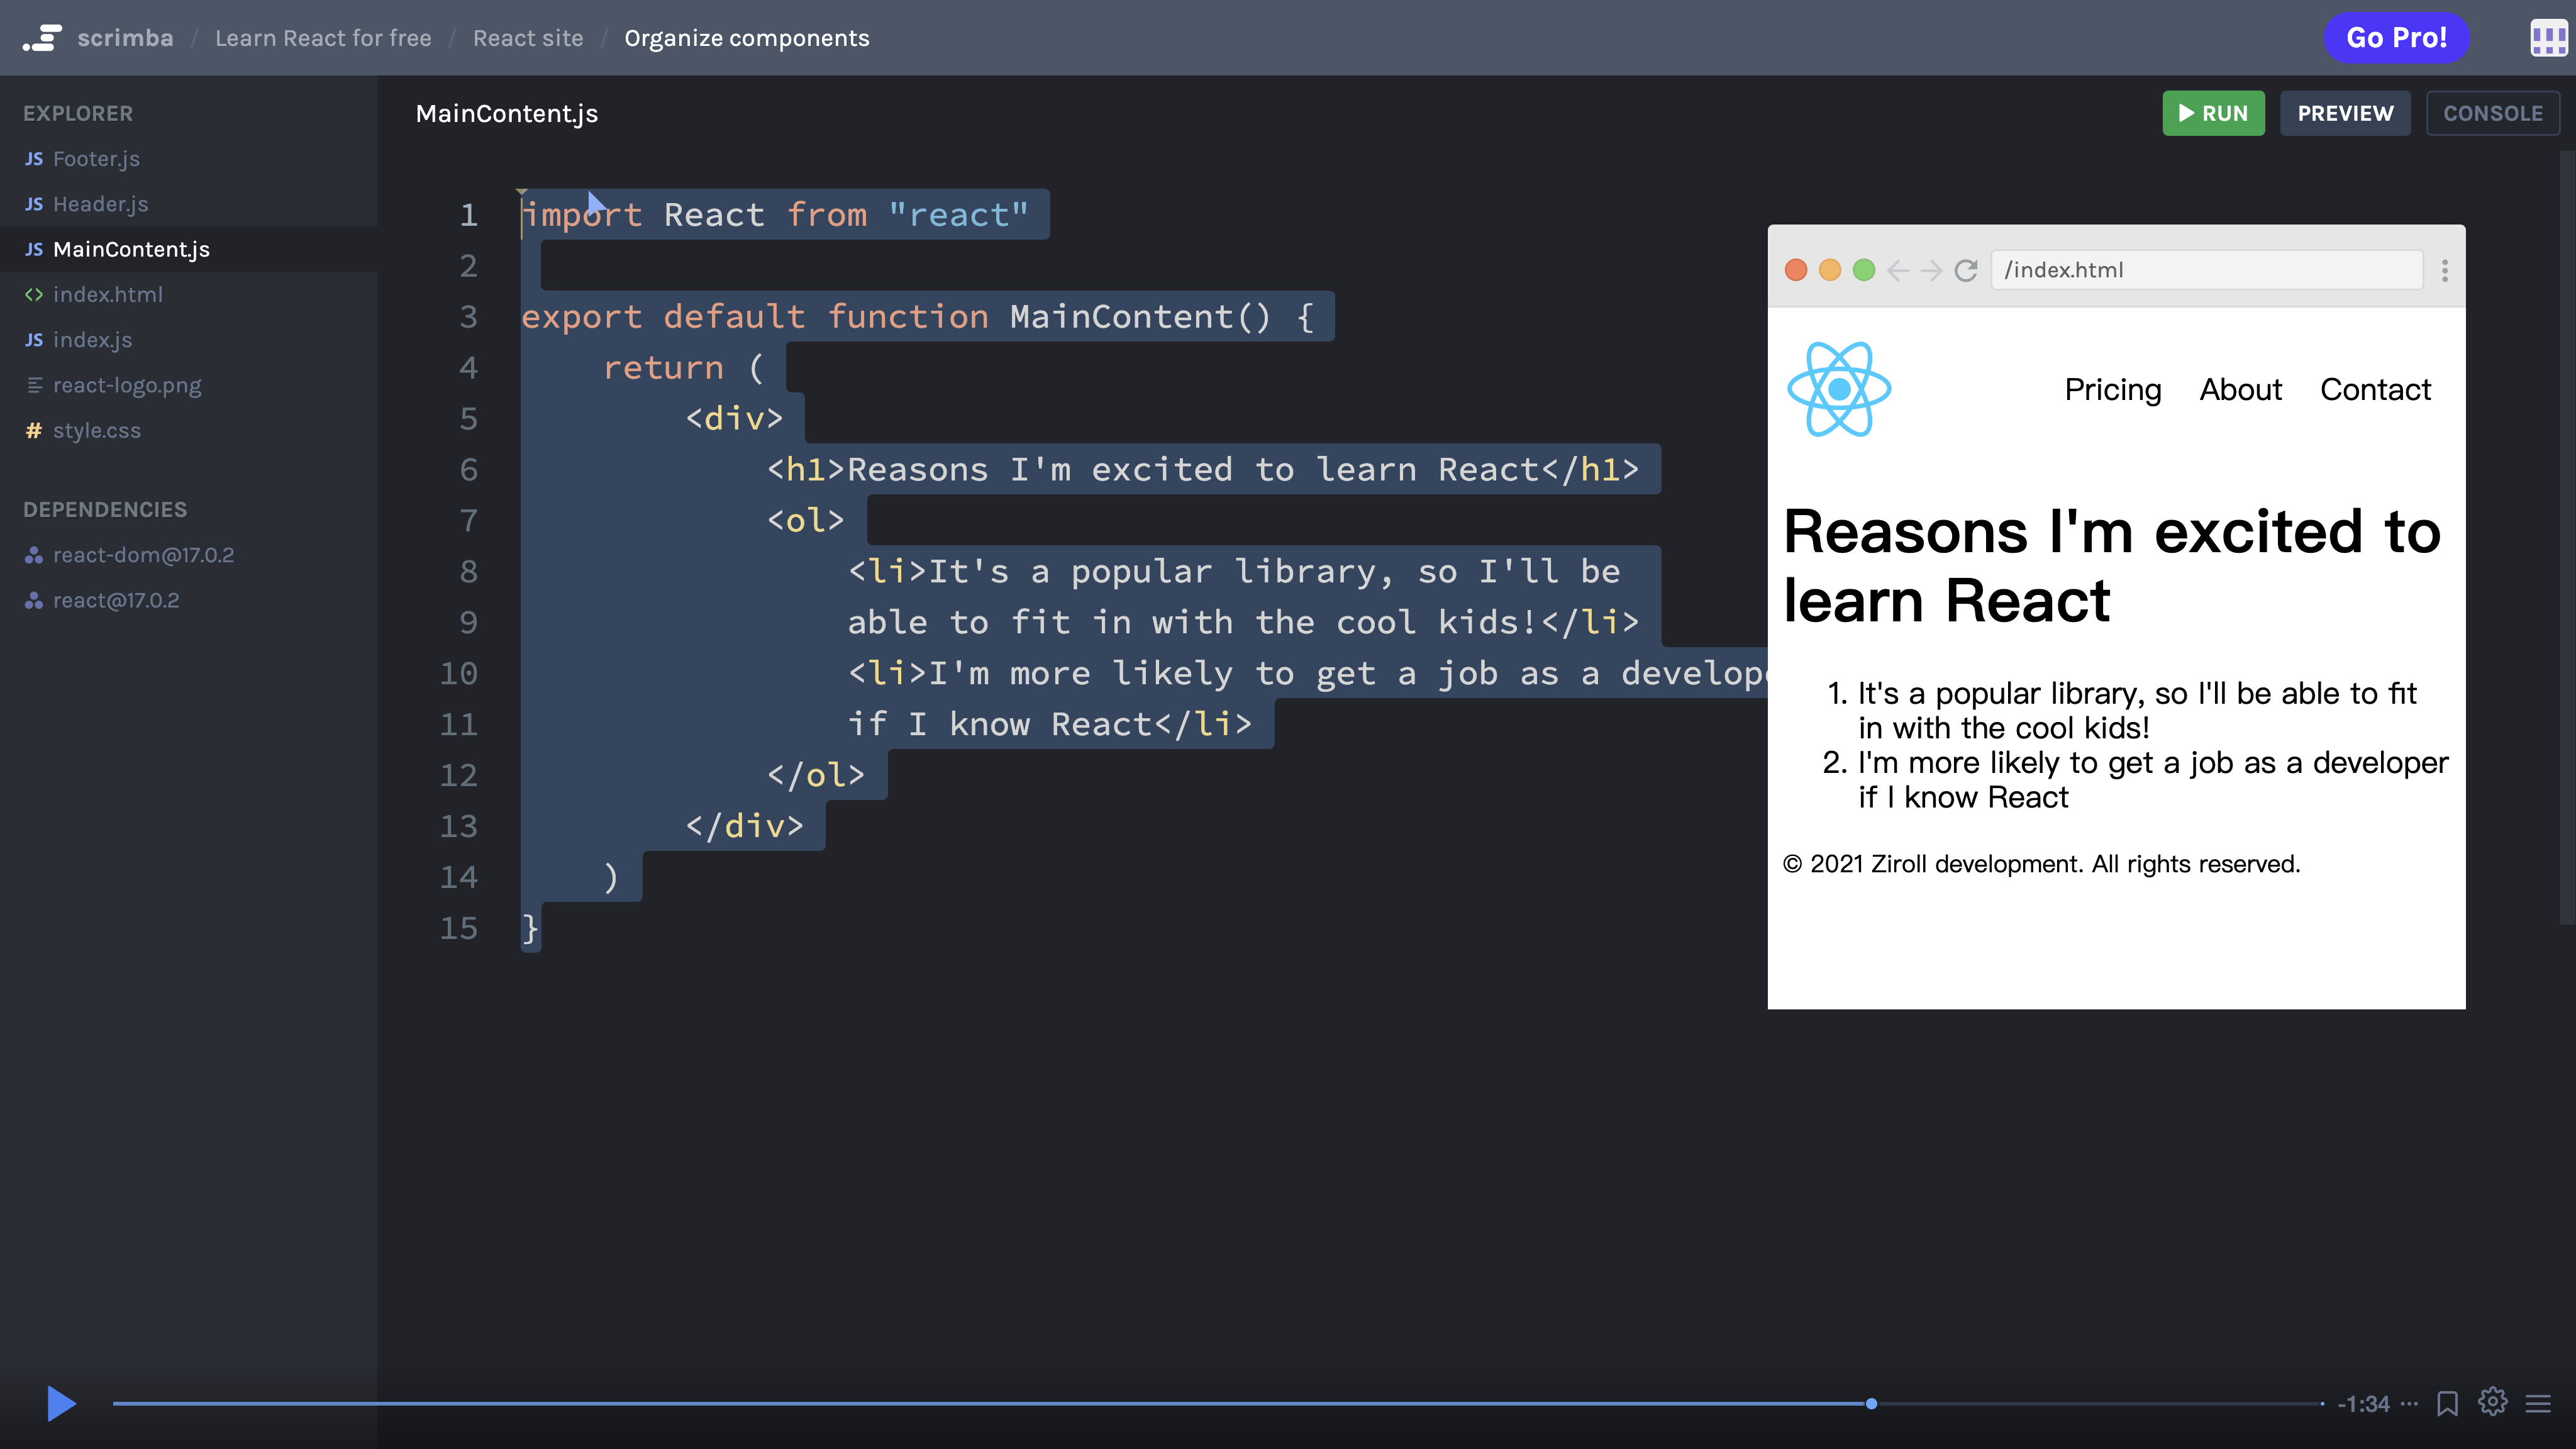 scrimba / Learn React for free / React site / Organize components
Go Pro!
EXPLORER
JS Footer.js
JS Header.js
JS MainContent.js
<> index.html
JS index.js
react-logo.png
# style.css
DEPENDENCIES
react-dom@17.0.2
react@17.0.2
MainContent.js
RUN
PREVIEW
CONSOLE
1 import React from "react"
2
3 export default function MainContent() {
4 return (
5 <div>
6 <h1>Reasons I'm excited to learn React</h1>
7 <ol>
8 <li>It's a popular library, so I'll be
9 able to fit in with the cool kids!</li>
10 <li>I'm more likely to get a job as a develop
11 if I know React</li>
12 </ol>
13 </div>
14 )
15 }
/index.html
Pricing About Contact
Reasons I'm excited to
learn React
1. It's a popular library, so I'll be able to fit
in with the cool kids!
2. I'm more likely to get a job as a developer
if I know React
© 2021 Ziroll development. All rights reserved.
-1:34